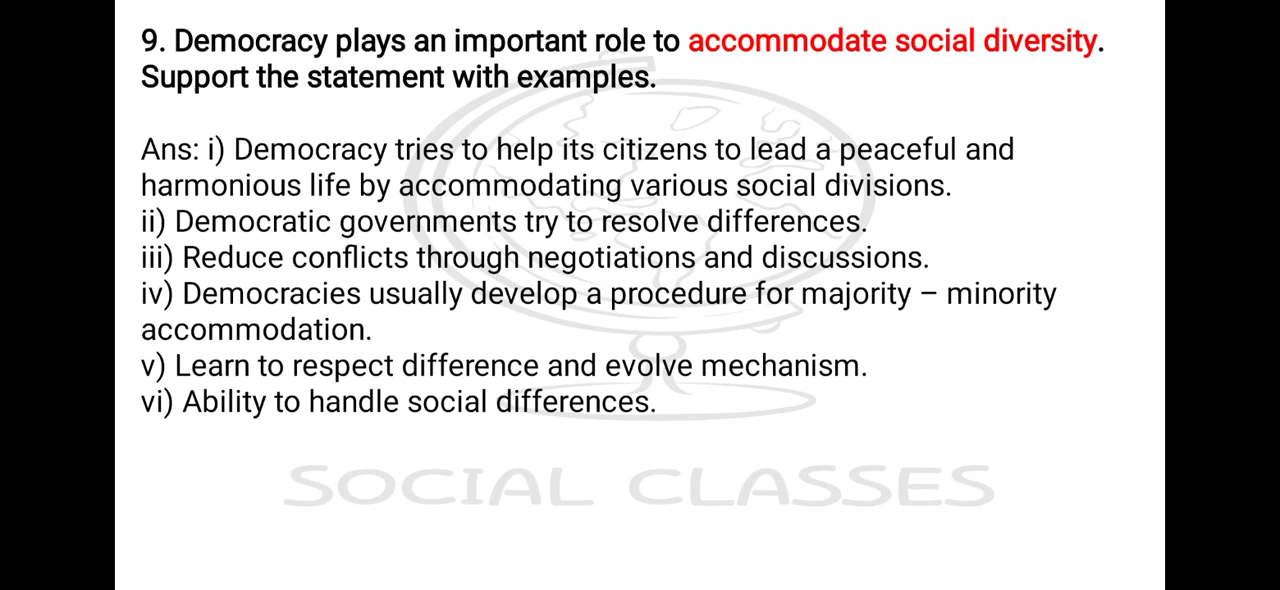 9. Democracy plays an important role to accommodate social diversity.
Support the statement with examples.
Ans: i) Democracy tries to help its citizens to lead a peaceful and
harmonious life by accommodating various social divisions.
ii) Democratic governments try to resolve differences.
iii) Reduce conflicts through negotiations and discussions.
iv) Democracies usually develop a procedure for majority – minority
accommodation.
v) Learn to respect difference and evolve mechanism.
vi) Ability to handle social differences.
SOCIAL CLASSES